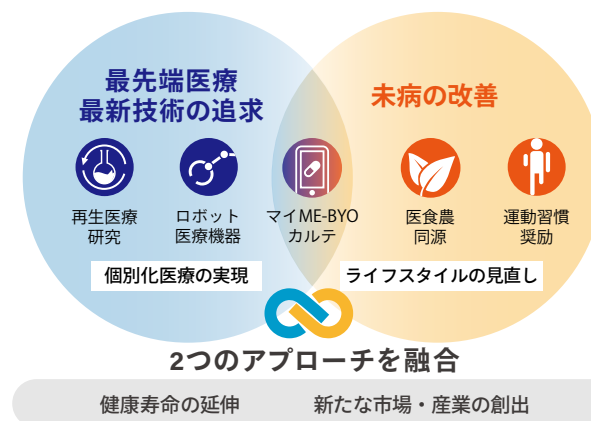 最先端医療
最新技術の追求
未病の改善
再生医療
研究
ロボット
医療機器
マイME-BYO
カルテ
医食農
同源
運動習慣
奨励
個別化医療の実現
ライフスタイルの見直し
2つのアプローチを融合
健康寿命の延伸
新たな市場・産業の創出